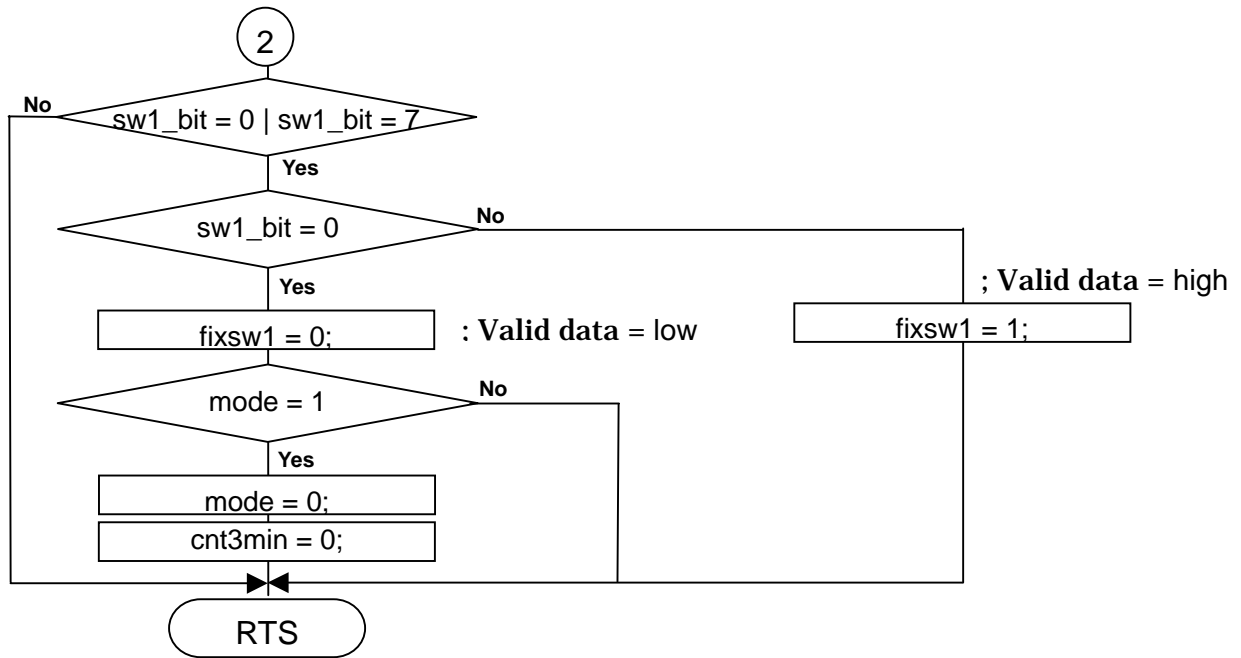 2
No
sw1_bit = 0 | sw1_bit = 7
Yes
sw1_bit = 0
No
Yes
; Valid data = high
fixsw1 = 0;
: Valid data = low
fixsw1 = 1;
mode = 1
No
Yes
mode = 0;
cnt3min = 0;
RTS